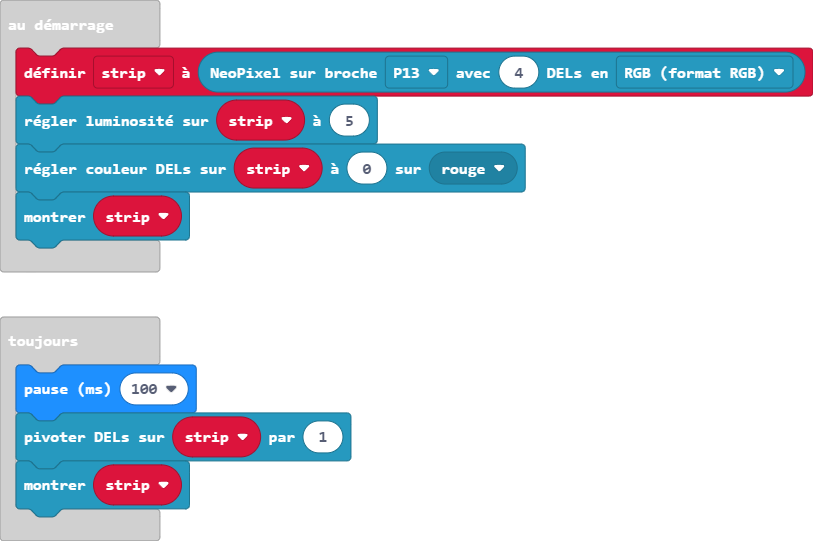 au démarrage
définir strip à NeoPixel sur broche P13 avec 4 DELs en RGB (format RGB)
régler luminosité sur strip à 5
régler couleur DELs sur strip à 0 sur rouge
montrer strip
toujours
pause (ms) 100
pivoter DELs sur strip par 1
montrer strip